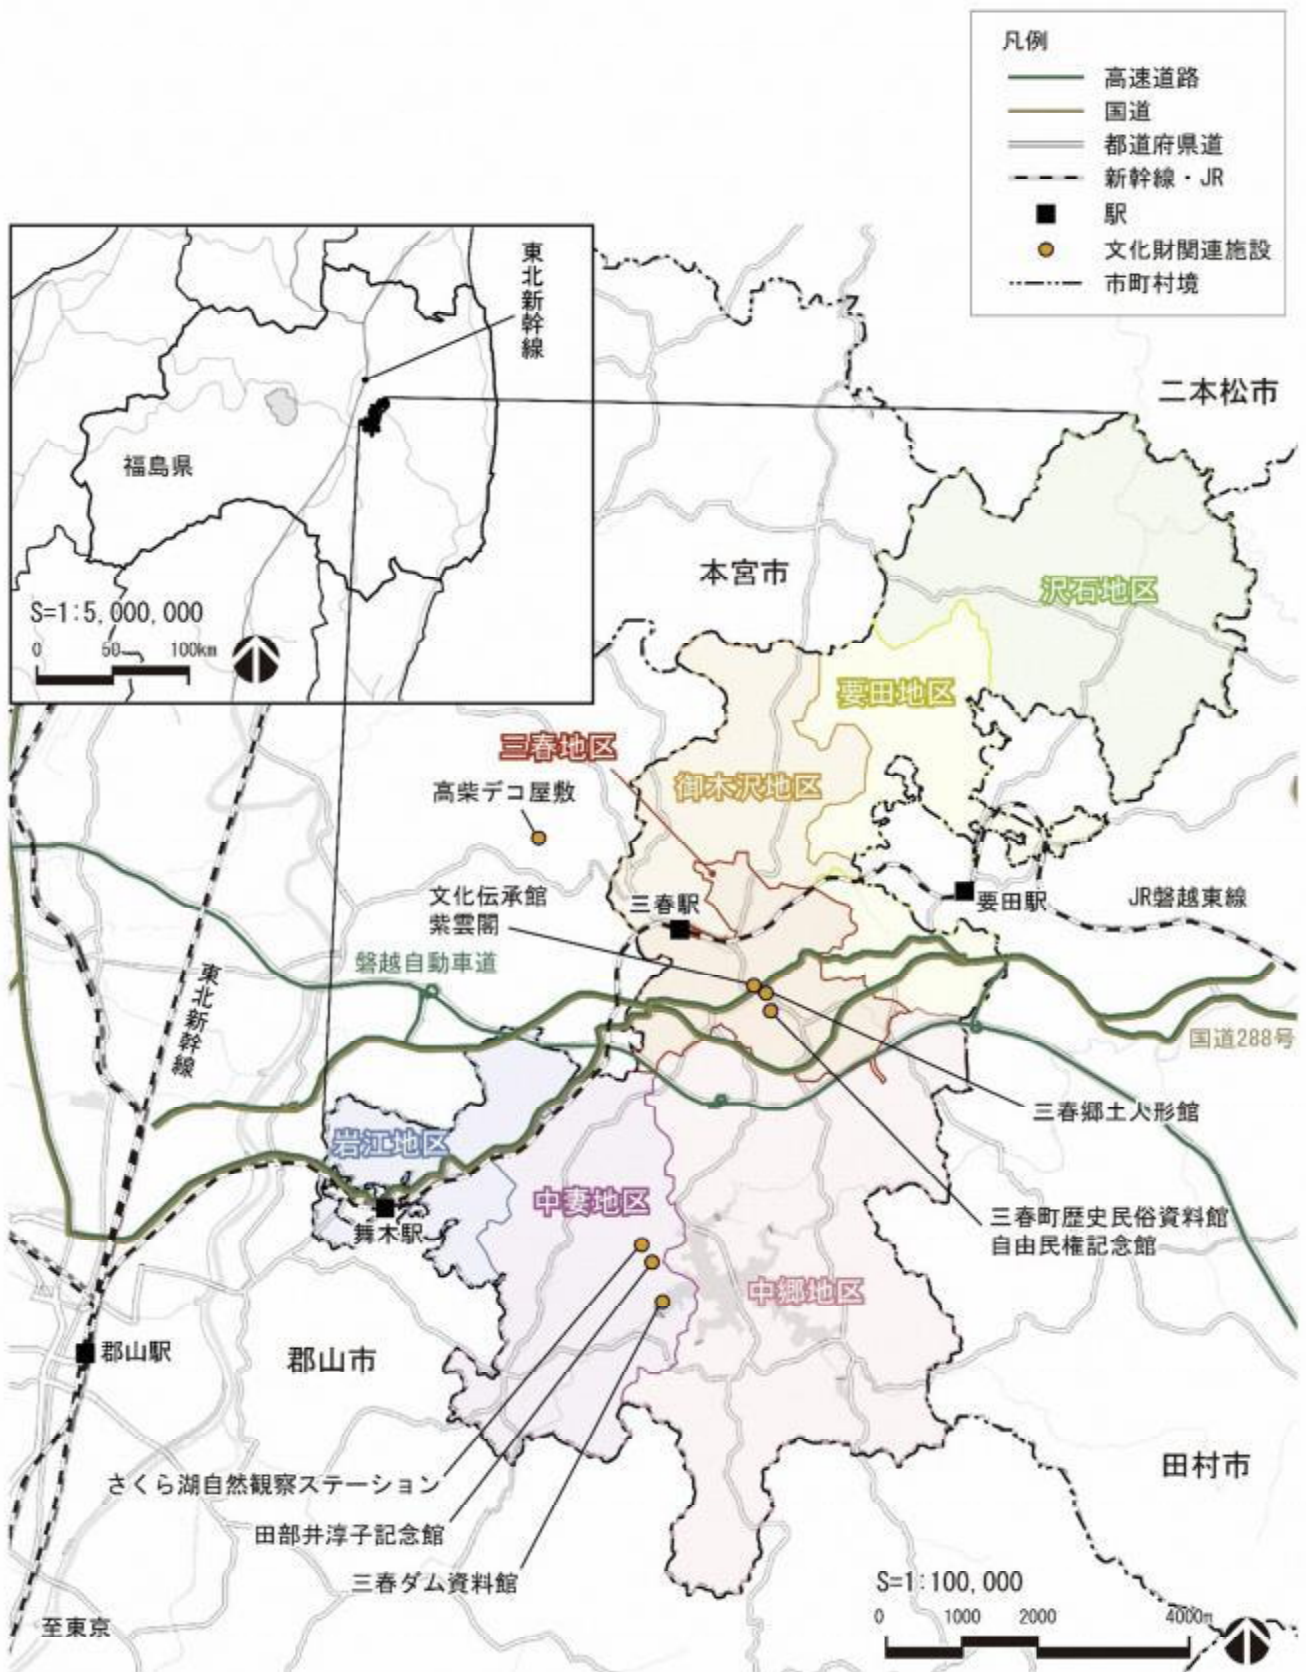 凡例
高速道路
国道
都道府県道
新幹線・JR
駅
文化財関連施設
市町村境
東北新幹線
福島県
S=1:5,000,000
0 50 100km
二本松市
本宮市
沢石地区
要田地区
三春地区
御木沢地区
高柴デコ屋敷
文化伝承館
紫雲閣
三春駅
要田駅
JR磐越東線
磐越自動車道
東北新幹線
国道288号
三春郷土人形館
岩江地区
中妻地区
舞木駅
三春町歴史民俗資料館
自由民権記念館
中郷地区
郡山駅
郡山市
田村市
さくら湖自然観察ステーション
田部井淳子記念館
三春ダム資料館
S=1:100,000
0 1000 2000 4000m
至東京